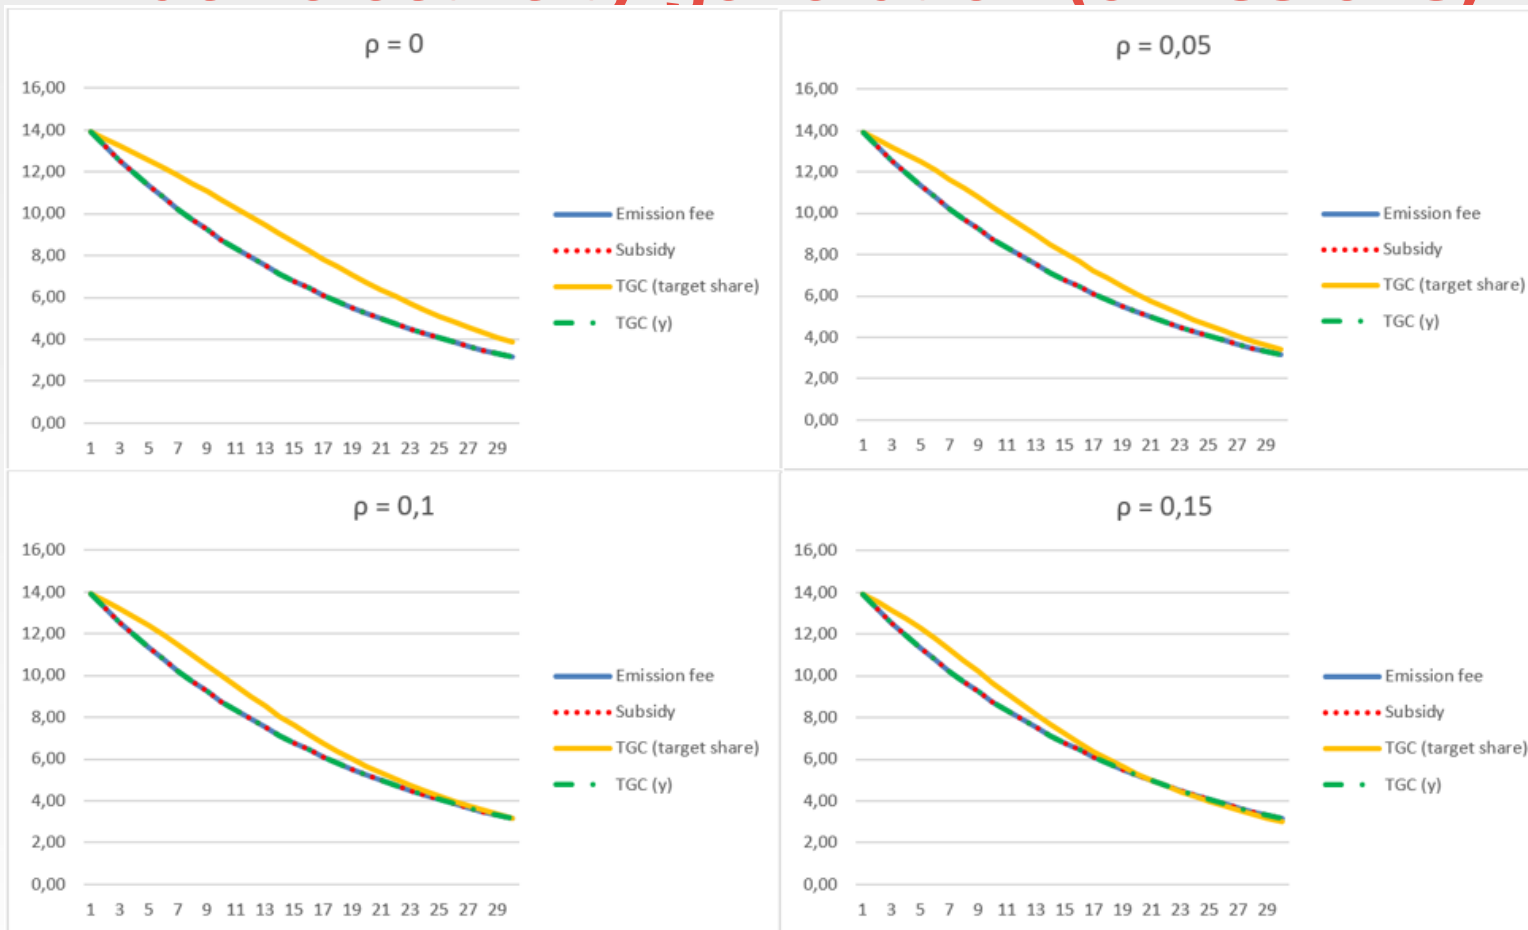 ρ = 0
16,00
14,00
12,00
10,00
8,00
6,00
4,00
2,00
0,00
1 3 5 7 9 11 13 15 17 19 21 23 25 27 29
Emission fee
Subsidy
TGC (target share)
TGC (y)
ρ = 0,05
16,00
14,00
12,00
10,00
8,00
6,00
4,00
2,00
0,00
1 3 5 7 9 11 13 15 17 19 21 23 25 27 29
Emission fee
Subsidy
TGC (target share)
TGC (y)
ρ = 0,1
16,00
14,00
12,00
10,00
8,00
6,00
4,00
2,00
0,00
1 3 5 7 9 11 13 15 17 19 21 23 25 27 29
Emission fee
Subsidy
TGC (target share)
TGC (y)
ρ = 0,15
16,00
14,00
12,00
10,00
8,00
6,00
4,00
2,00
0,00
1 3 5 7 9 11 13 15 17 19 21 23 25 27 29
Emission fee
Subsidy
TGC (target share)
TGC (y)